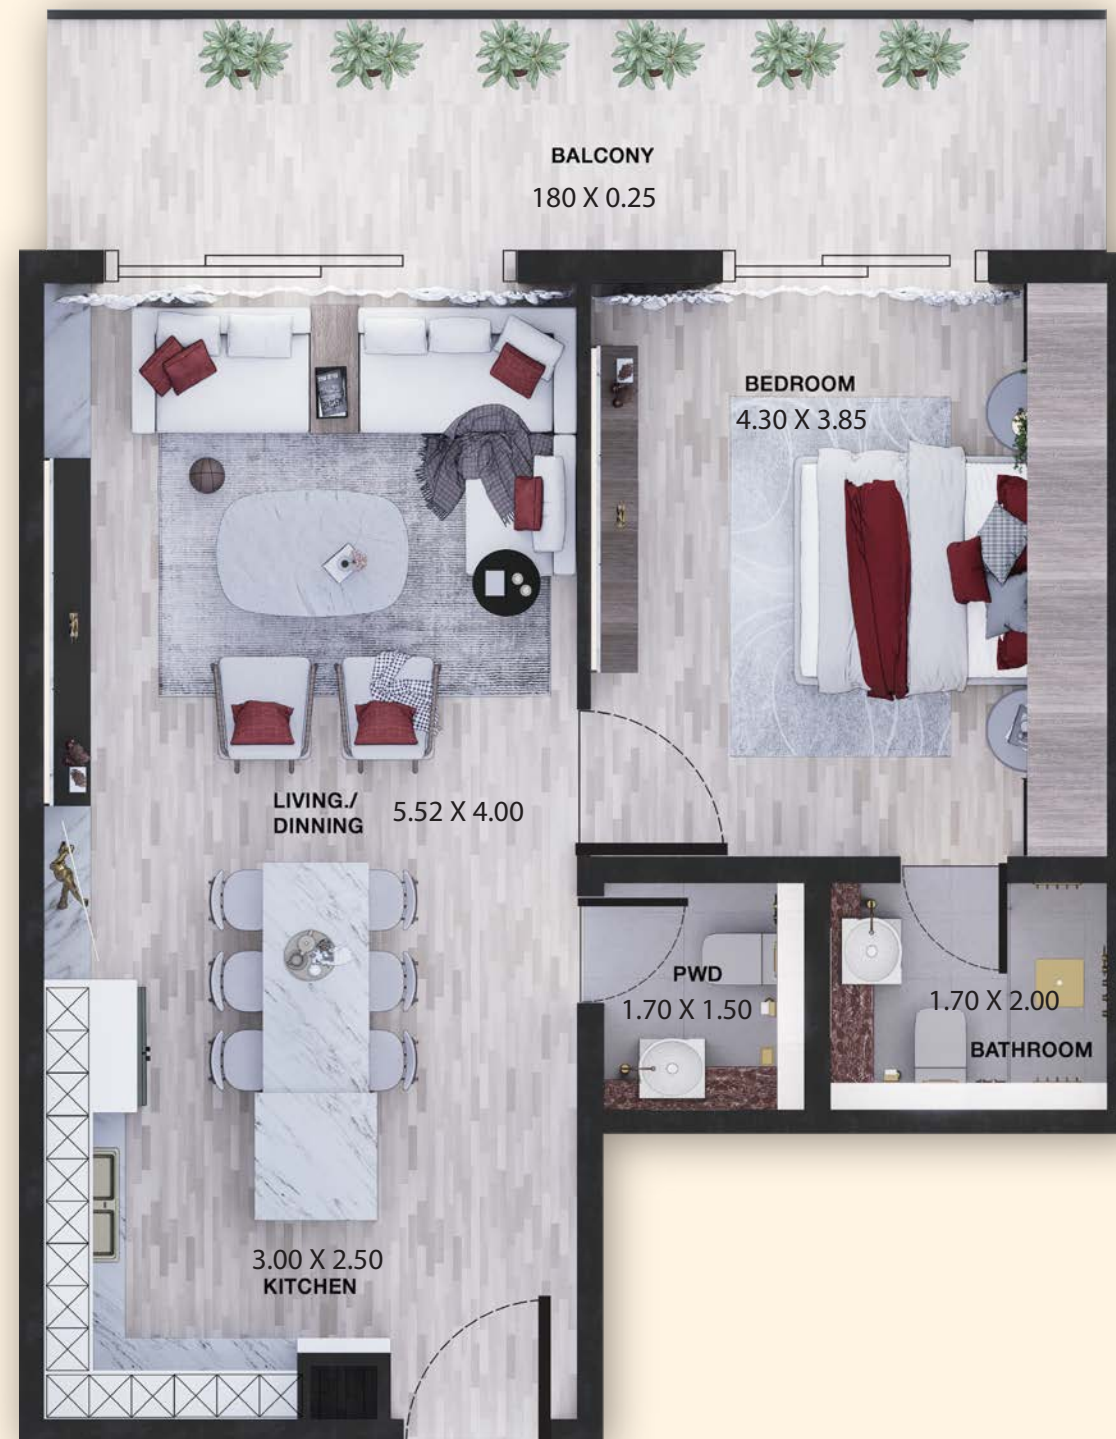 BALCONY
180 X 0.25
BEDROOM
4.30 X 3.85
LIVING./
DINNING
5.52 X 4.00
PWD
1.70 X 1.50
1.70 X 2.00
BATHROOM
3.00 X 2.50
KITCHEN